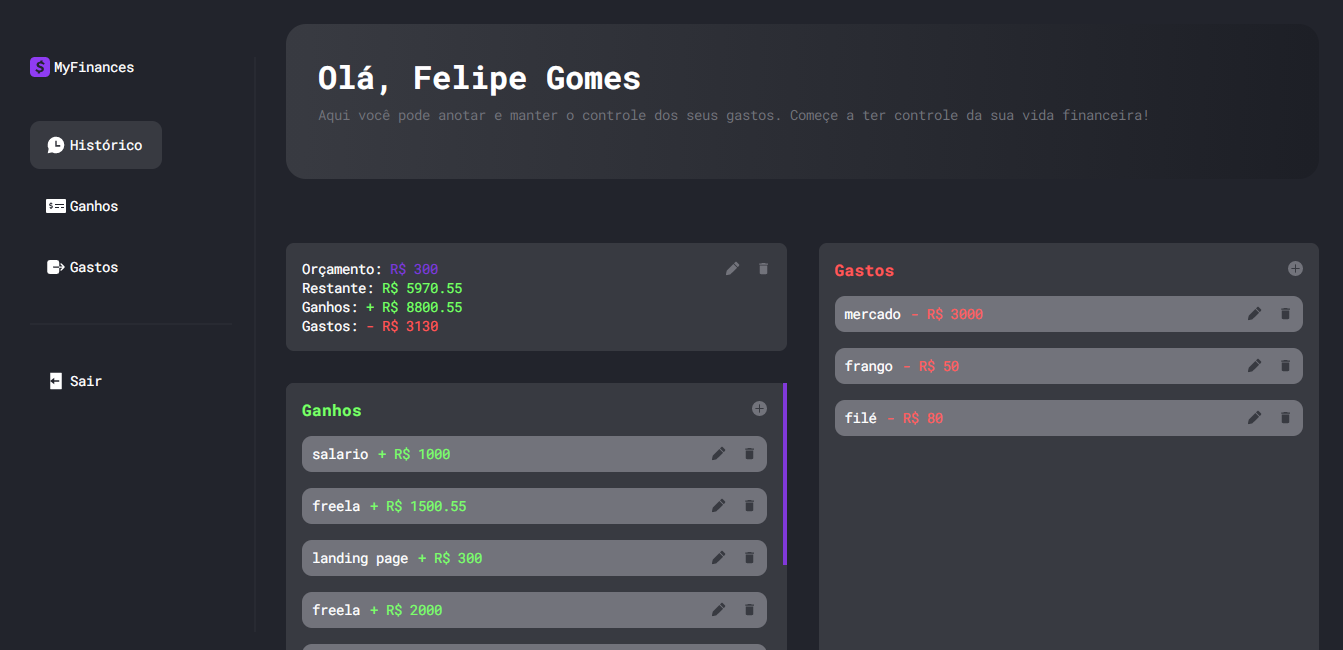 MyFinances
Histórico
Ganhos
Gastos
Sair
Olá, Felipe Gomes
Aqui você pode anotar e manter o controle dos seus gastos. Começe a ter controle da sua vida financeira!
Orçamento: R$ 300
Restante: R$ 5970.55
Ganhos: + R$ 8800.55
Gastos: - R$ 3130
Ganhos
salario + R$ 1000
freela + R$ 1500.55
landing page + R$ 300
freela + R$ 2000
Gastos
mercado - R$ 3000
frango - R$ 50
filé - R$ 80